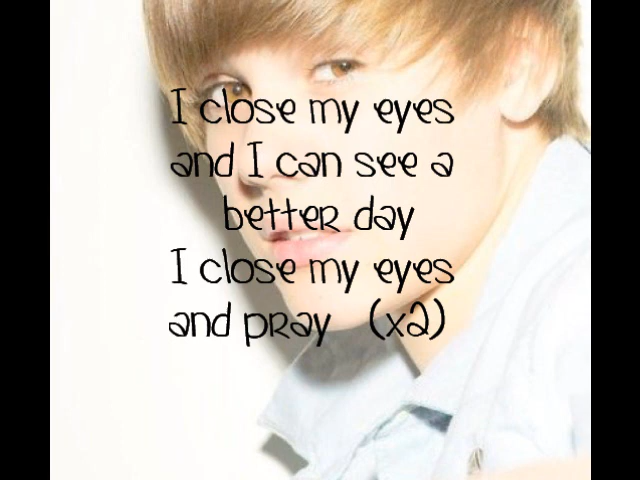 I close my eyes
and I can see a
better day
I close my eyes
and pray (x2)